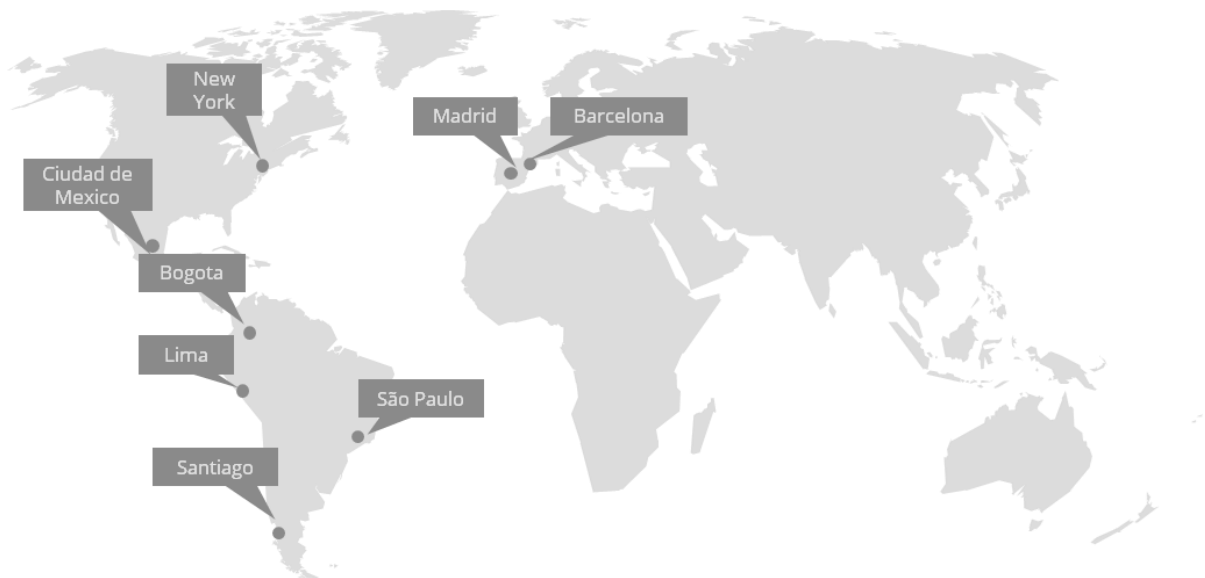 New
York
Madrid
Barcelona
Ciudad de
Mexico
Bogota
Lima
São Paulo
Santiago